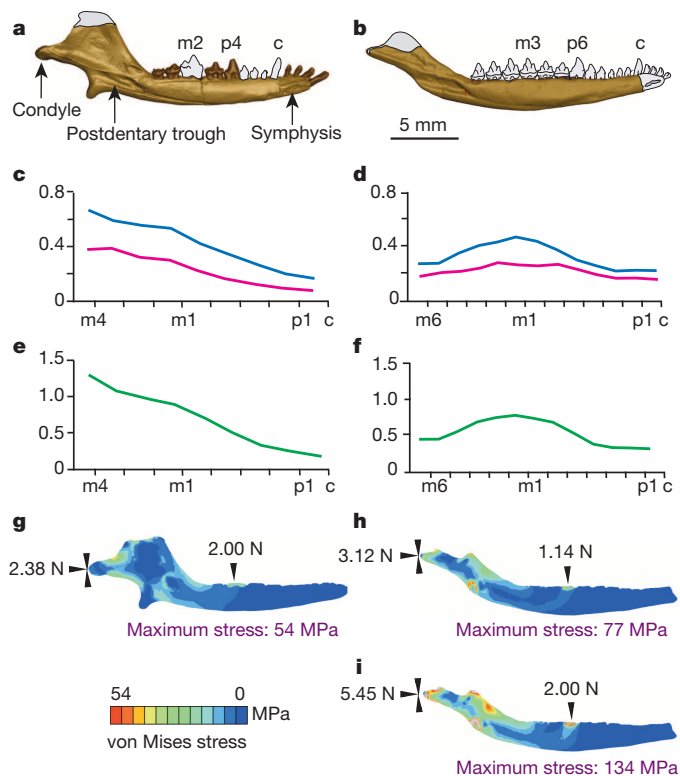 a
m2 p4 c
Condyle
Postdentary trough
Symphysis
b
m3 p6 c
5 mm
c
0.8
0.4
0
m4 m1 p1 c
d
0.8
0.4
0
m6 m1 p1 c
e
1.5
1.0
0.5
0
m4 m1 p1 c
f
1.5
1.0
0.5
0
m6 m1 p1 c
g
2.38 N
2.00 N
Maximum stress: 54 MPa
h
3.12 N
1.14 N
Maximum stress: 77 MPa
54 0
MPa
von Mises stress
i
5.45 N
2.00 N
Maximum stress: 134 MPa